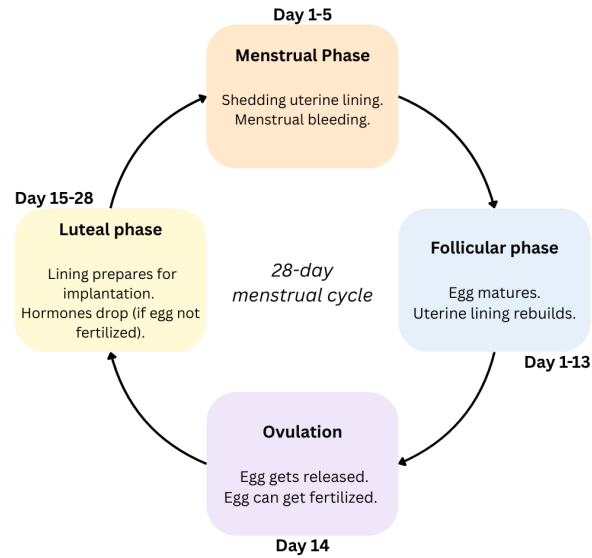 Day 1-5
Menstrual Phase
Shedding uterine lining.
Menstrual bleeding.
Day 15-28
Luteal phase
Lining prepares for
implantation.
Hormones drop (if egg not
fertilized).
28-day
menstrual cycle
Follicular phase
Egg matures.
Uterine lining rebuilds.
Day 1-13
Ovulation
Egg gets released.
Egg can get fertilized.
Day 14